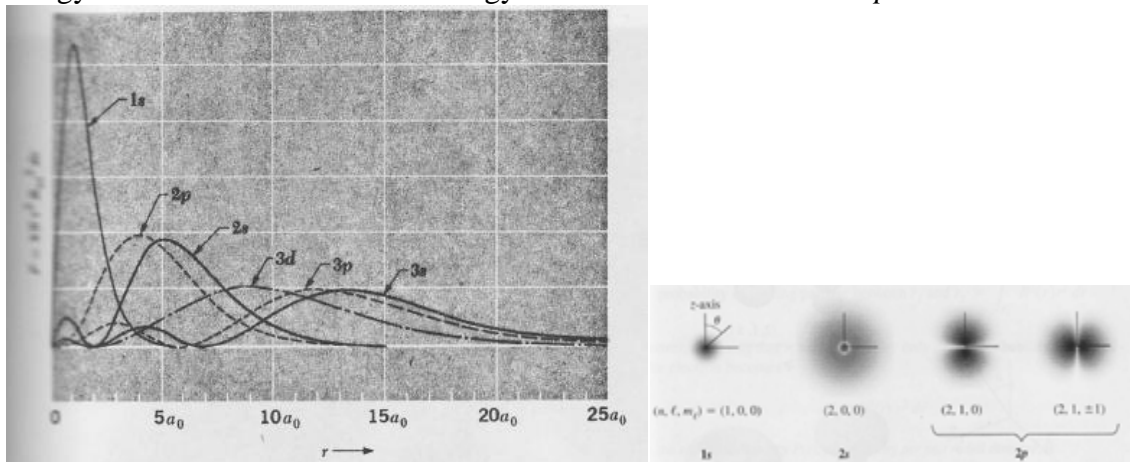 1s
2p
2s
3d
3p
3s
0 5a₀ 10a₀ 15a₀ 20a₀ 25a₀
r →
z-axis
θ
(n, ℓ, mℓ) = (1, 0, 0) (2, 0, 0) (2, 1, 0) (2, 1, ±1)
1s 2s 2p